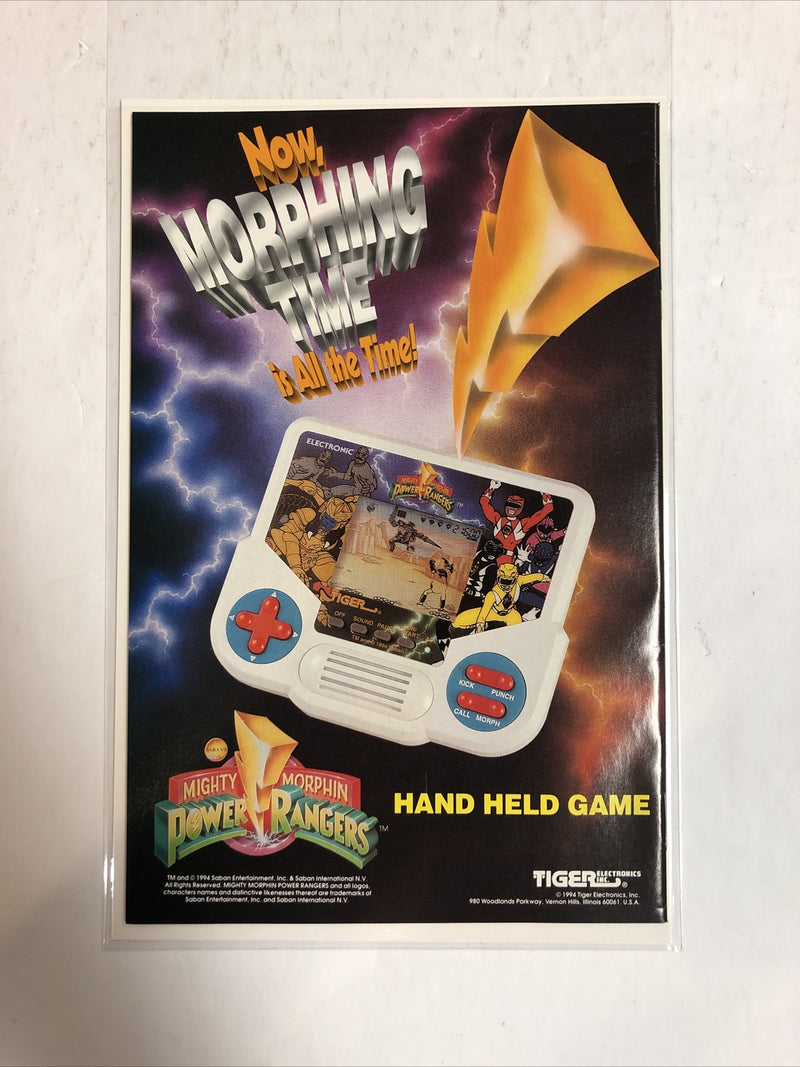 Now,
MORPHING
TIME
is All the Time!
ELECTRONIC
MIGHTY MORPHIN
POWER RANGERS
TM
TIGER®
OFF SOUND PAUSE START
KICK PUNCH
CALL MORPH
SABAN'S
MIGHTY MORPHIN
POWER RANGERS™
HAND HELD GAME
TM and © 1994 Saban Entertainment, Inc. & Saban International N.V.
All Rights Reserved. MIGHTY MORPHIN POWER RANGERS and all logos,
characters names and distinctive likenesses thereof are trademarks of
Saban Entertainment, Inc. and Saban International N.V.
TIGER ELECTRONICS INC.®
© 1994 Tiger Electronics, Inc.
980 Woodlands Parkway, Vernon Hills, Illinois 60061. U.S.A.